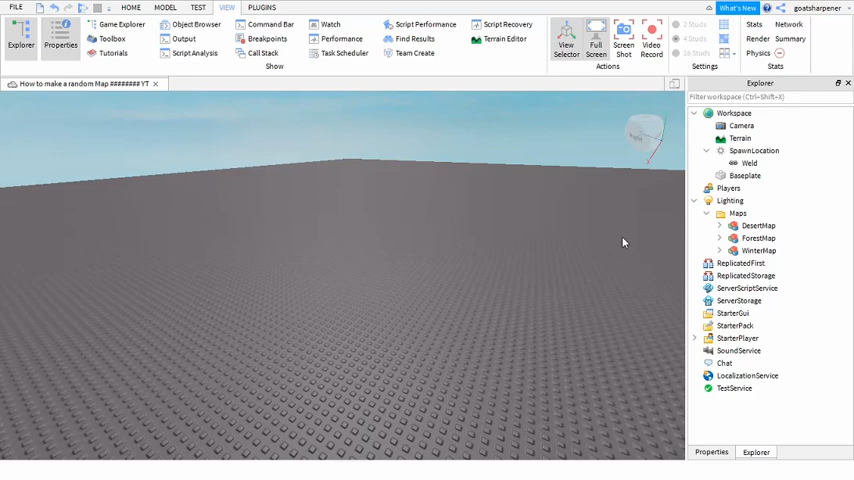 FILE HOME MODEL TEST VIEW PLUGINS What's New goatsharpener
Explorer Properties Game Explorer Object Browser Command Bar Watch Script Performance Script Recovery View Selector Full Screen Screen Shot Video Record 2 Studs Stats Network
Toolbox Output Breakpoints Performance Find Results Terrain Editor 4 Studs Render Summary
Tutorials Script Analysis Call Stack Task Scheduler Team Create 16 Studs Physics
Show Actions Settings Stats
How to make a random Map ######## YT Explorer
Filter workspace (Ctrl+Shift+X)
Workspace
Camera
Terrain
SpawnLocation
Weld
Baseplate
Players
Lighting
Maps
DesertMap
ForestMap
WinterMap
ReplicatedFirst
ReplicatedStorage
ServerScriptService
ServerStorage
StarterGui
StarterPack
StarterPlayer
SoundService
Chat
LocalizationService
TestService
Properties Explorer